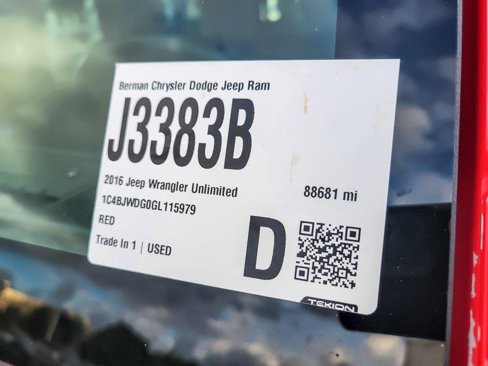 Berman Chrysler Dodge Jeep Ram
J3383B
2016 Jeep Wrangler Unlimited
88681 mi
1C4BJWDG0GL115979
RED
Trade In 1 | USED
D
TEKION